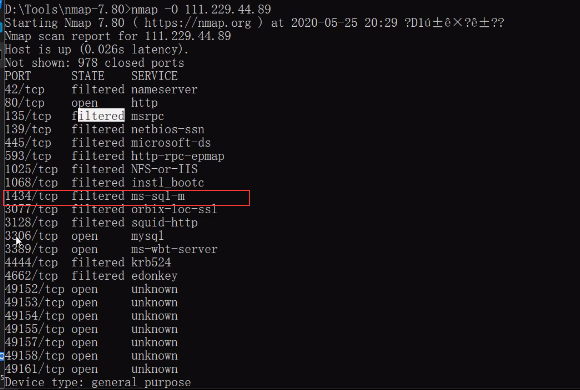 D:\Tools\nmap-7.80>nmap -O 111.229.44.89
Starting Nmap 7.80 ( https://nmap.org ) at 2020-05-25 20:29 ?D1ú±ê×?ê±??
Nmap scan report for 111.229.44.89
Host is up (0.026s latency).
Not shown: 978 closed ports
PORT STATE SERVICE
42/tcp filtered nameserver
80/tcp open http
135/tcp filtered msrpc
139/tcp filtered netbios-ssn
445/tcp filtered microsoft-ds
593/tcp filtered http-rpc-epmap
1025/tcp filtered NFS-or-IIS
1068/tcp filtered instl_bootc
1434/tcp filtered ms-sql-m
3077/tcp filtered orbix-loc-ssl
3128/tcp filtered squid-http
3306/tcp open mysql
3389/tcp open ms-wbt-server
4444/tcp filtered krb524
4662/tcp filtered edonkey
49152/tcp open unknown
49153/tcp open unknown
49154/tcp open unknown
49155/tcp open unknown
49157/tcp open unknown
49158/tcp open unknown
49161/tcp open unknown
Device type: general purpose